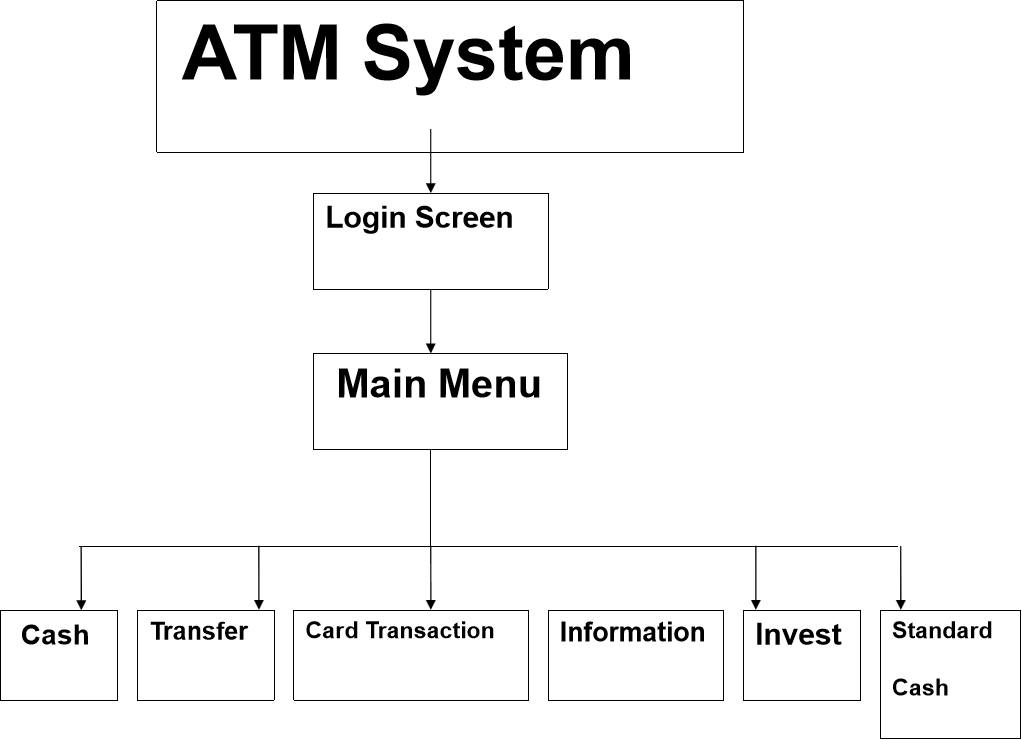 ATM System
Login Screen
Main Menu
Cash
Transfer
Card Transaction
Information
Invest
Standard
Cash